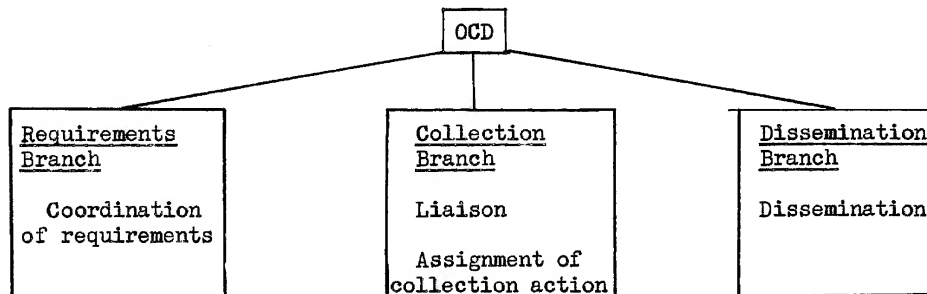 OCD
Requirements
Branch
Coordination
of requirements
Collection
Branch
Liaison
Assignment of
collection action
Dissemination
Branch
Dissemination